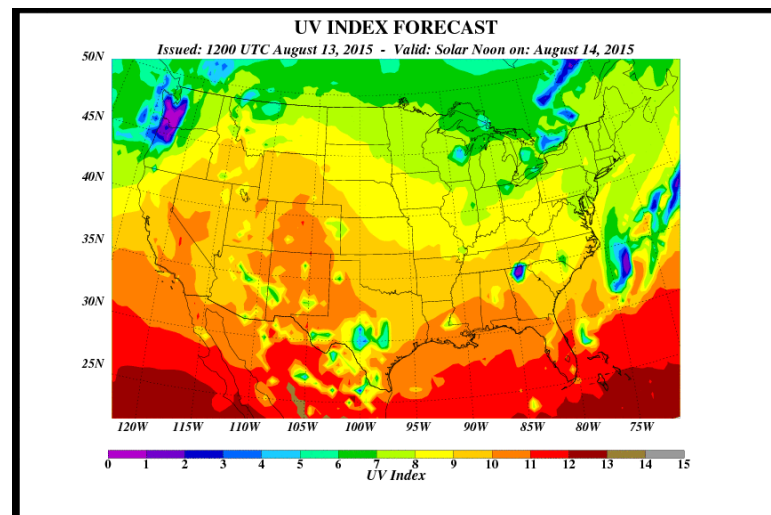 UV INDEX FORECAST
Issued: 1200 UTC August 13, 2015 - Valid: Solar Noon on: August 14, 2015
50N
45N
40N
35N
30N
25N
120W 115W 110W 105W 100W 95W 90W 85W 80W 75W
0 1 2 3 4 5 6 7 8 9 10 11 12 13 14 15
UV Index